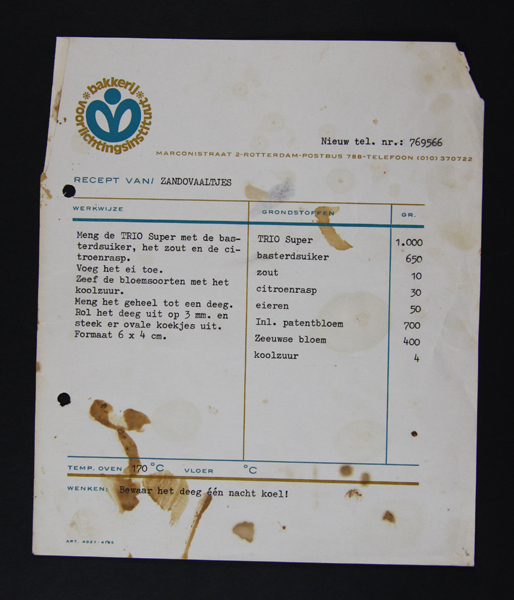 *bakkerij*
voorlichtingsinstituut
Nieuw tel. nr.: 769566
MARCONISTRAAT 2-ROTTERDAM-POSTBUS 788-TELEFOON (010) 370722
RECEPT VAN/ ZANDOVAALTJES
WERKWIJZE GRONDSTOFFEN GR.
Meng de TRIO Super met de bas-
terdsuiker, het zout en de ci-
troenrasp.
Voeg het ei toe.
Zeef de bloemsoorten met het
koolzuur.
Meng het geheel tot een deeg.
Rol het deeg uit op 3 mm. en
steek er ovale koekjes uit.
Formaat 6 x 4 cm.
TRIO Super 1.000
basterdsuiker 650
zout 10
citroenrasp 30
eieren 50
Inl. patentbloem 700
Zeeuwse bloem 400
koolzuur 4
TEMP. OVEN 170 °C VLOER °C
WENKEN: Bewaar het deeg één nacht koel!